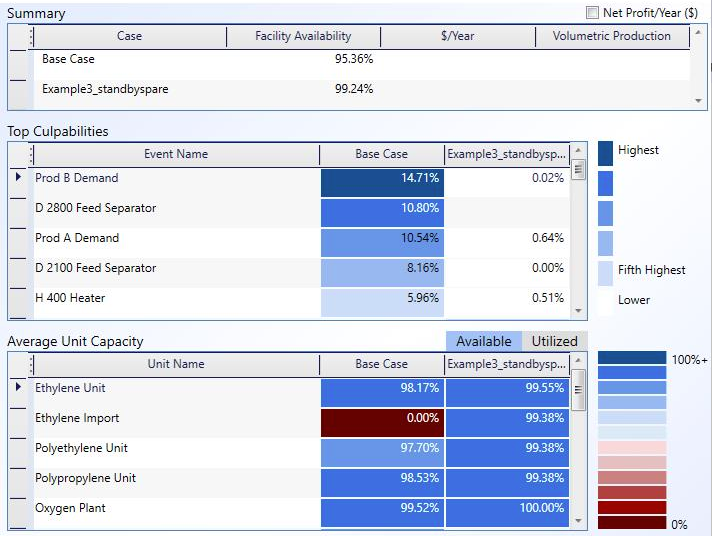 Summary Net Profit/Year ($)
Case Facility Availability $/Year Volumetric Production
Base Case 95.36%
Example3_standbyspare 99.24%
Top Culpabilities
Event Name Base Case Example3_standbysp...
Prod B Demand 14.71% 0.02%
D 2800 Feed Separator 10.80%
Prod A Demand 10.54% 0.64%
D 2100 Feed Separator 8.16% 0.00%
H 400 Heater 5.96% 0.51%
Highest
Fifth Highest
Lower
Average Unit Capacity Available Utilized
Unit Name Base Case Example3_standbysp...
Ethylene Unit 98.17% 99.55%
Ethylene Import 0.00% 99.38%
Polyethylene Unit 97.70% 99.38%
Polypropylene Unit 98.53% 99.38%
Oxygen Plant 99.52% 100.00%
100%+
0%